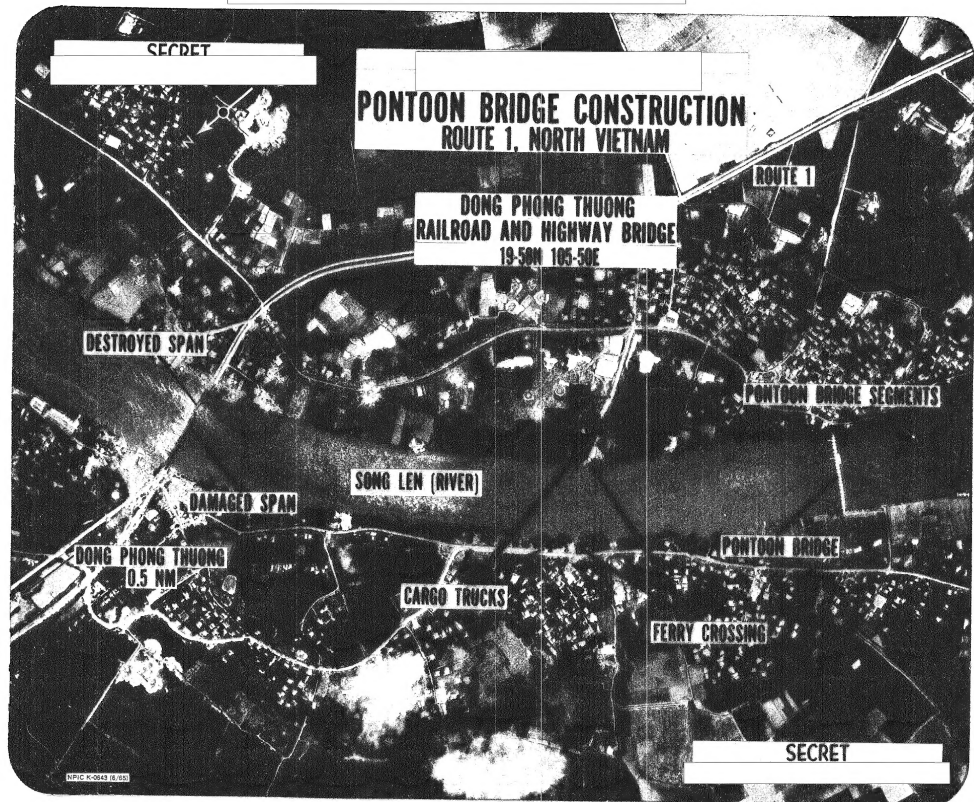 SECRET
PONTOON BRIDGE CONSTRUCTION
ROUTE 1, NORTH VIETNAM
N
ROUTE 1
DONG PHONG THUONG
RAILROAD AND HIGHWAY BRIDGE
19-58N 105-50E
DESTROYED SPAN
PONTOON BRIDGE SEGMENTS
SONG LEN (RIVER)
DAMAGED SPAN
PONTOON BRIDGE
DONG PHONG THUONG
0.5 NM
CARGO TRUCKS
FERRY CROSSING
SECRET
NPIC K-0643 (6/65)